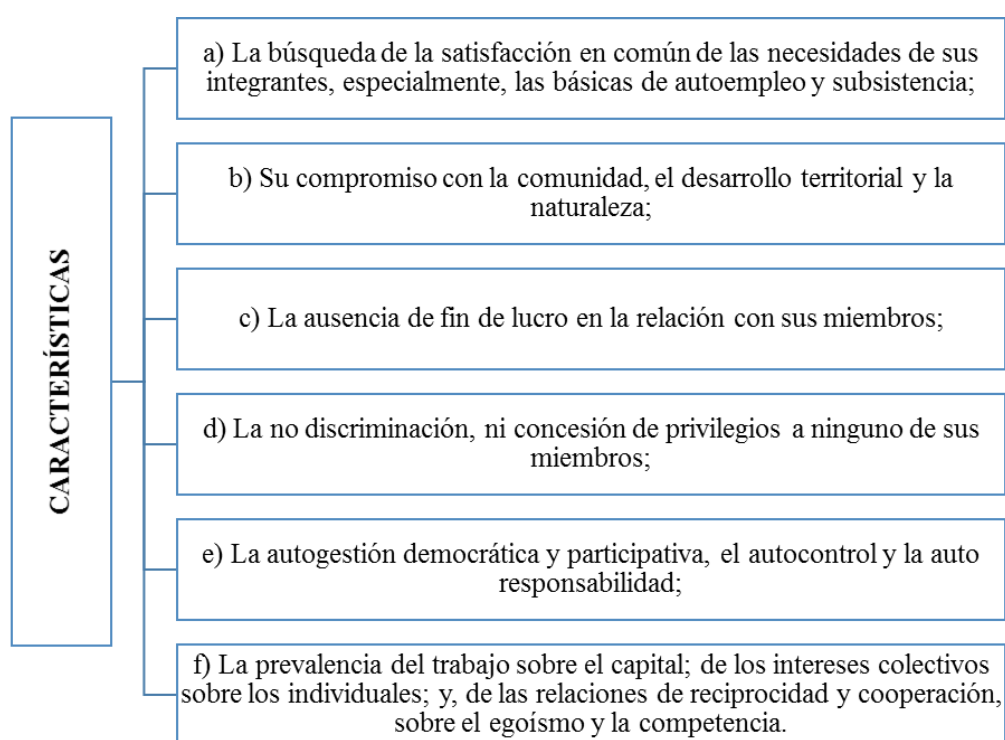 CARACTERÍSTICAS
a) La búsqueda de la satisfacción en común de las necesidades de sus
integrantes, especialmente, las básicas de autoempleo y subsistencia;
b) Su compromiso con la comunidad, el desarrollo territorial y la
naturaleza;
c) La ausencia de fin de lucro en la relación con sus miembros;
d) La no discriminación, ni concesión de privilegios a ninguno de sus
miembros;
e) La autogestión democrática y participativa, el autocontrol y la auto
responsabilidad;
f) La prevalencia del trabajo sobre el capital; de los intereses colectivos
sobre los individuales; y, de las relaciones de reciprocidad y cooperación,
sobre el egoísmo y la competencia.